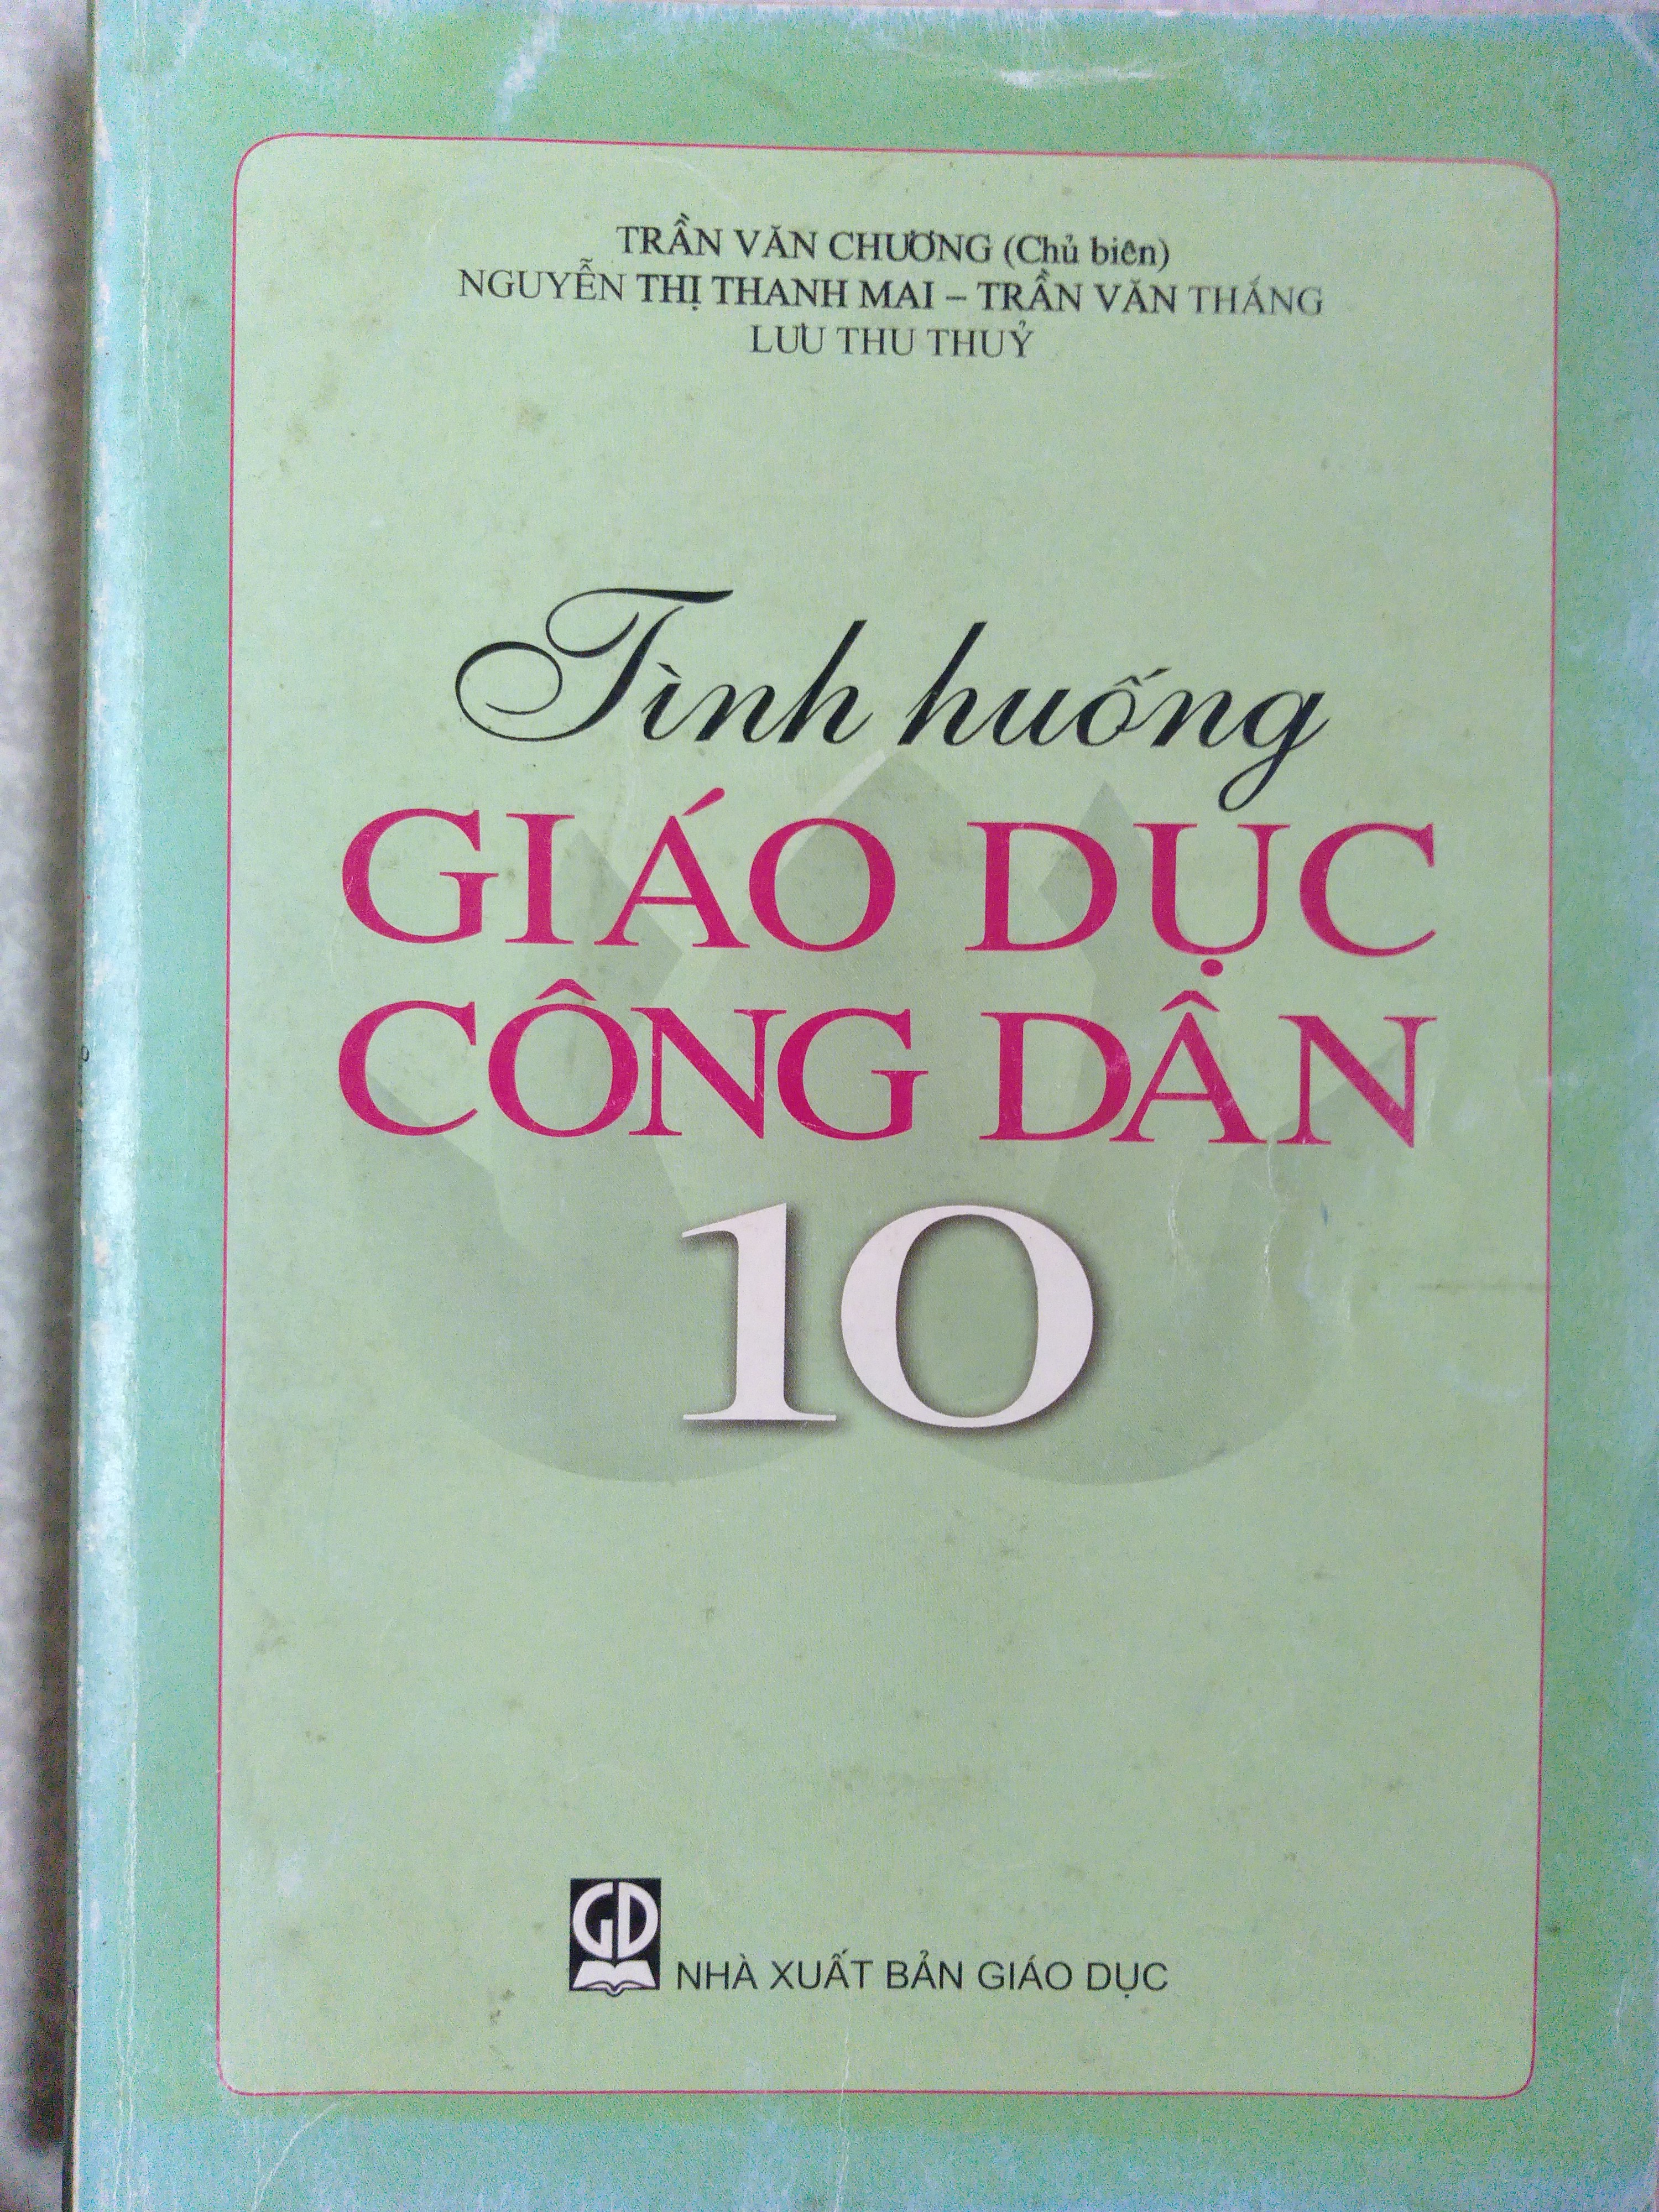 TRẦN VĂN CHƯƠNG (Chủ biên)
NGUYỄN THỊ THANH MAI – TRẦN VĂN THẮNG
LƯU THU THUỶ
Tình huống
GIÁO DỤC
CÔNG DÂN
10
GD
NHÀ XUẤT BẢN GIÁO DỤC